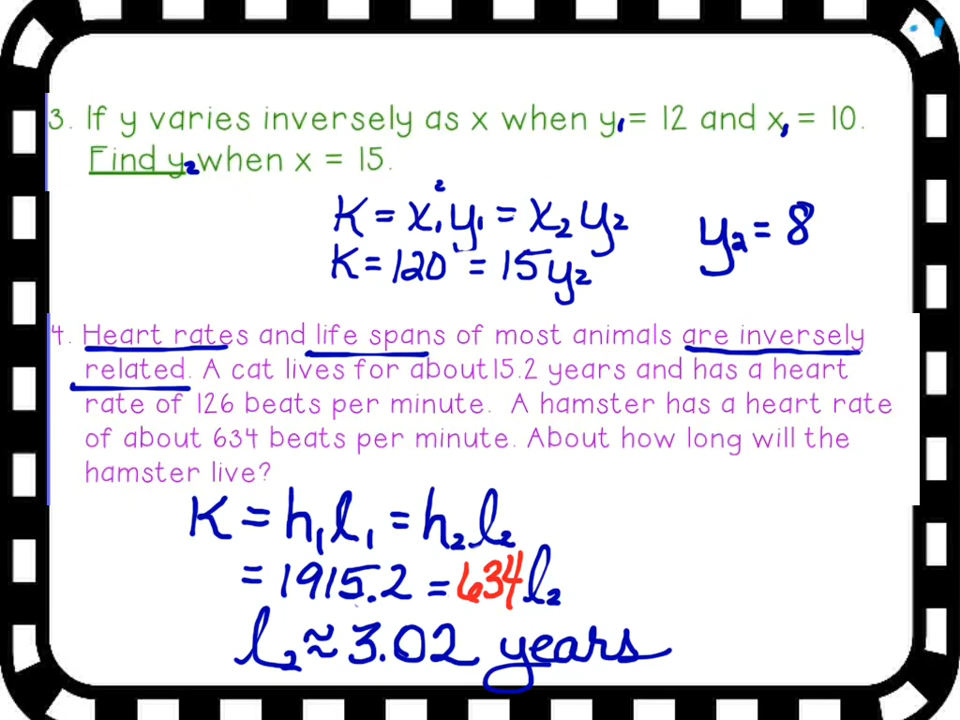 3. If y varies inversely as x when y₁ = 12 and x₁ = 10.
Find y₂ when x = 15.
2
K = x₁y₁ = x₂y₂
K = 120 = 15y₂
y₂ = 8
4. Heart rates and life spans of most animals are inversely
related. A cat lives for about 15.2 years and has a heart
rate of 126 beats per minute. A hamster has a heart rate
of about 634 beats per minute. About how long will the
hamster live?
K = h₁l₁ = h₂l₂
= 1915.2 = 634l₂
l₂ ≈ 3.02 years